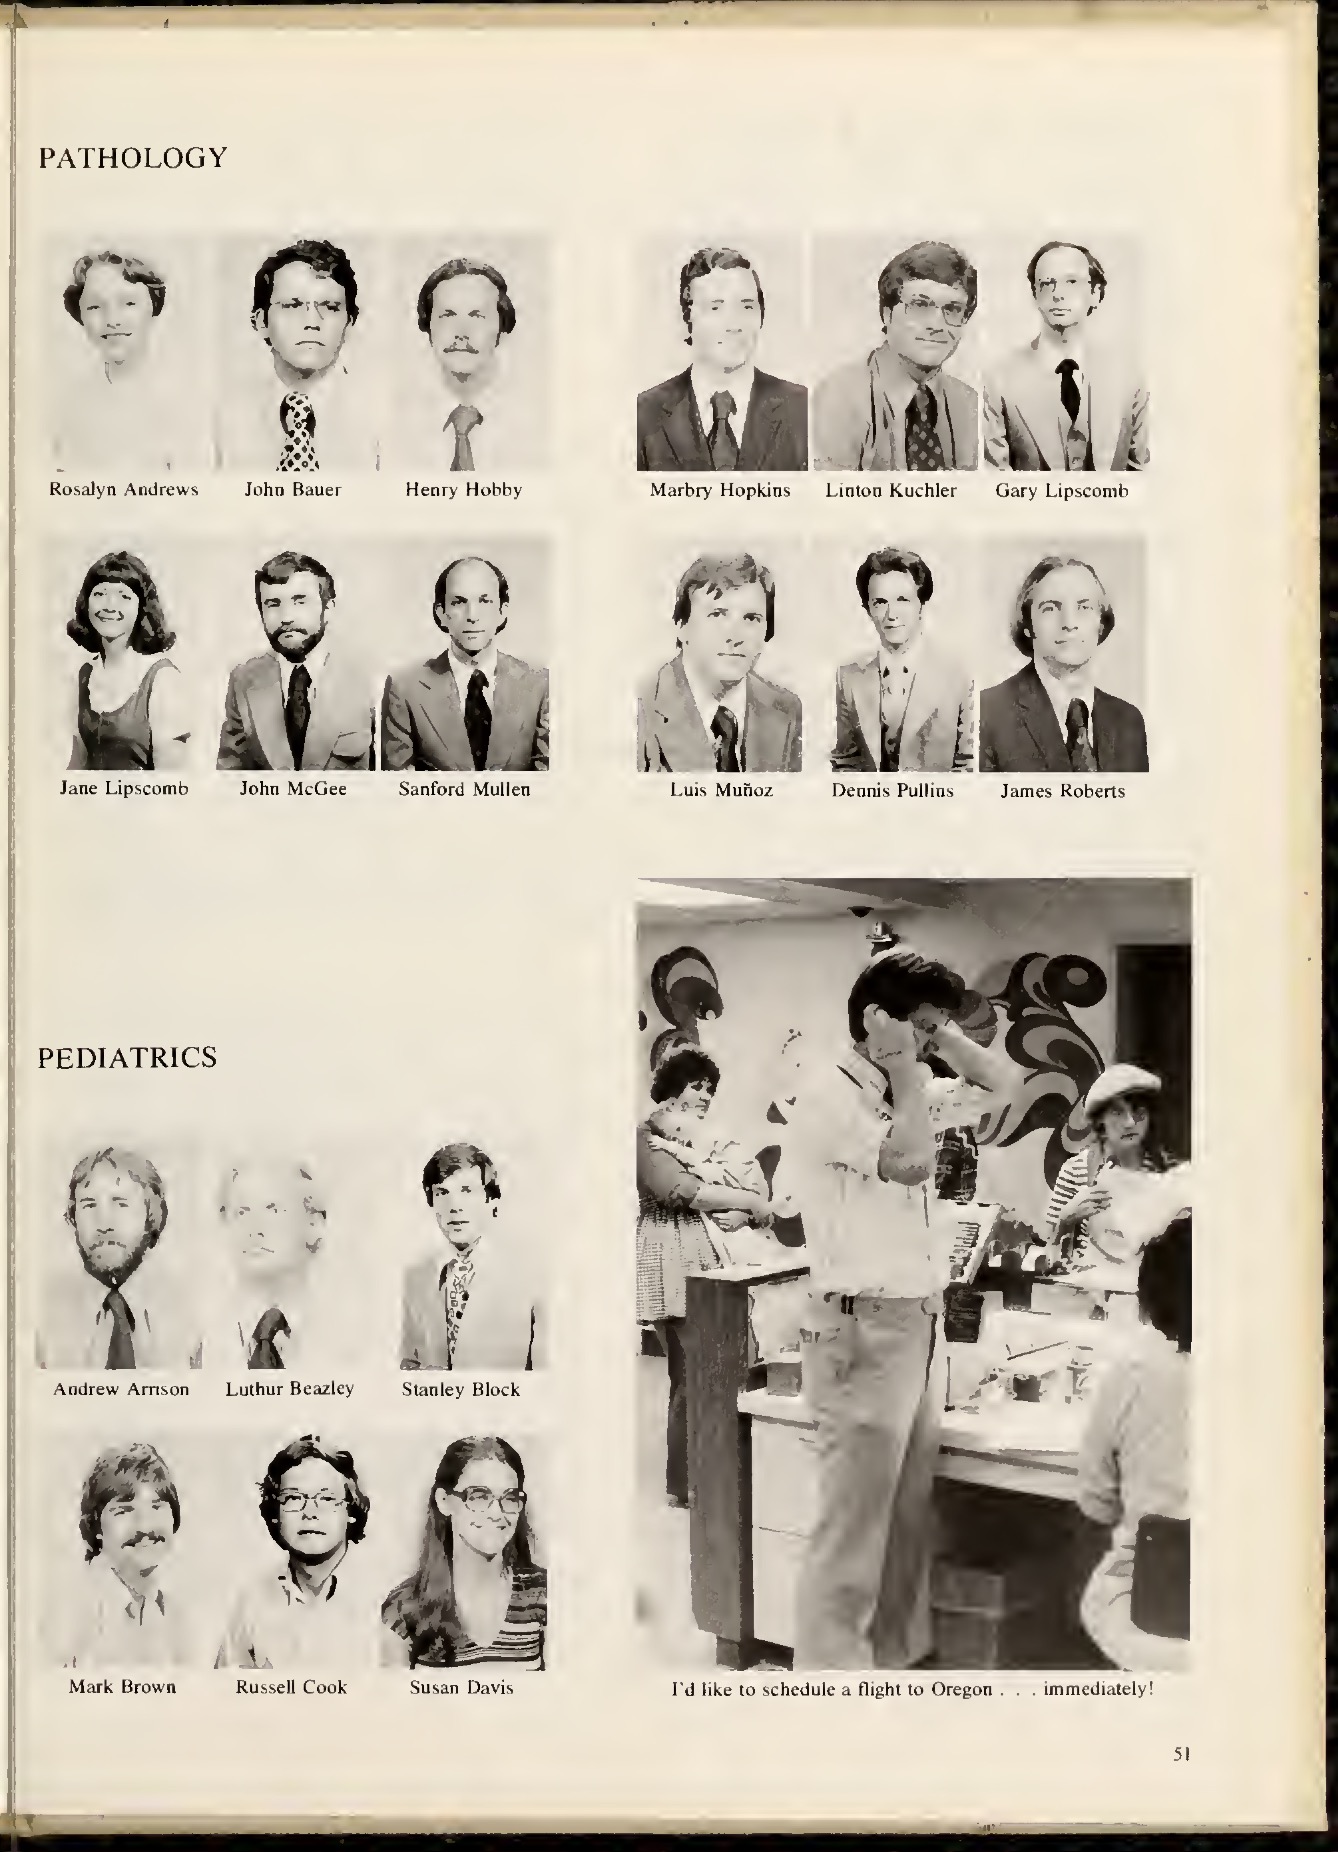 PATHOLOGY
Rosalyn Andrews
John Bauer
Henry Hobby
Marbry Hopkins
Linton Kuchler
Gary Lipscomb
Jane Lipscomb
John McGee
Sanford Mullen
Luis Muñoz
Dennis Pullins
James Roberts
PEDIATRICS
Andrew Arnson
Luthur Beazley
Stanley Block
Mark Brown
Russell Cook
Susan Davis
I'd like to schedule a flight to Oregon . . . immediately!
51